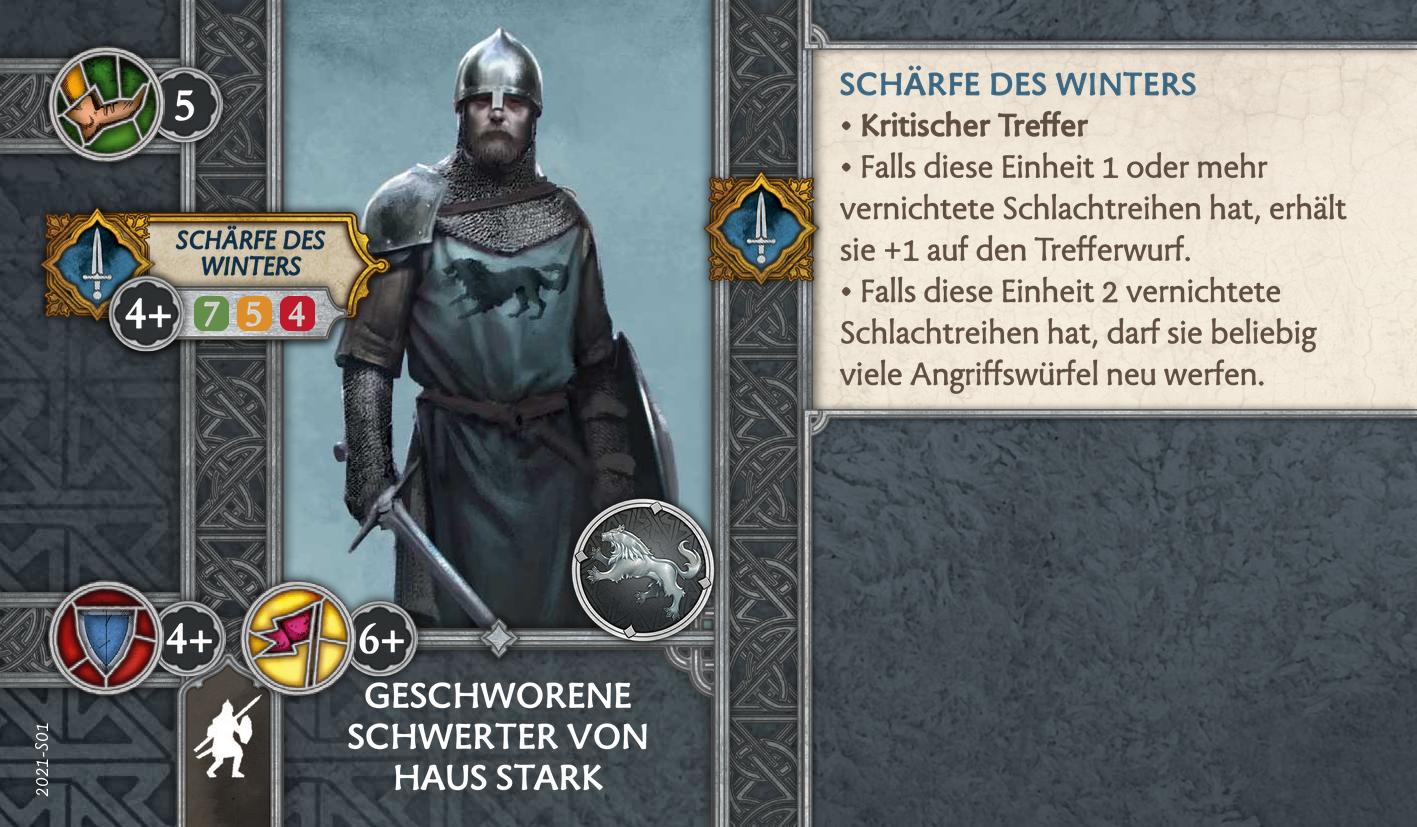 5
SCHÄRFE DES
WINTERS
4+ 7 5 4
4+
6+
GESCHWORENE
SCHWERTER VON
HAUS STARK
2021-S01
SCHÄRFE DES WINTERS
• Kritischer Treffer
• Falls diese Einheit 1 oder mehr
vernichtete Schlachtreihen hat, erhält
sie +1 auf den Trefferwurf.
• Falls diese Einheit 2 vernichtete
Schlachtreihen hat, darf sie beliebig
viele Angriffswürfel neu werfen.